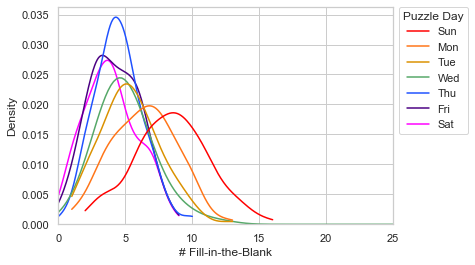 Puzzle Day
Sun
Mon
Tue
Wed
Thu
Fri
Sat
Density
0.035
0.030
0.025
0.020
0.015
0.010
0.005
0.000
0 5 10 15 20 25
# Fill-in-the-Blank